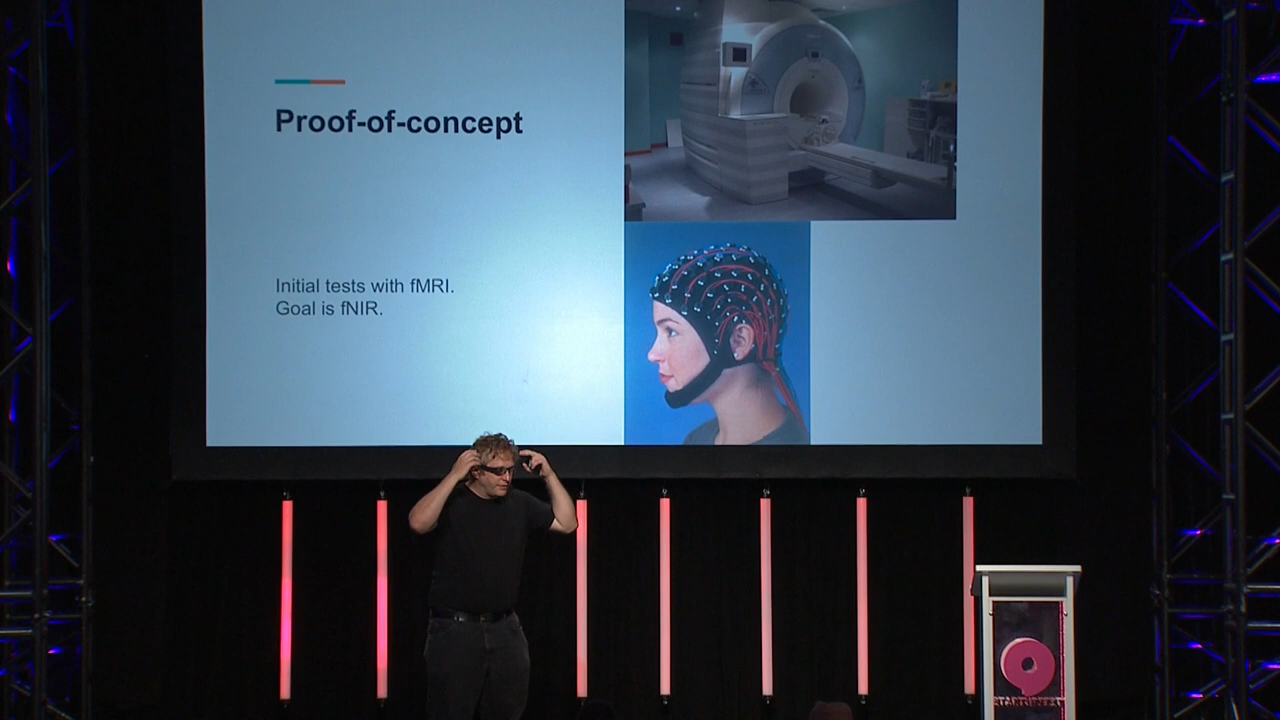 Proof-of-concept
Initial tests with fMRI.
Goal is fNIR.